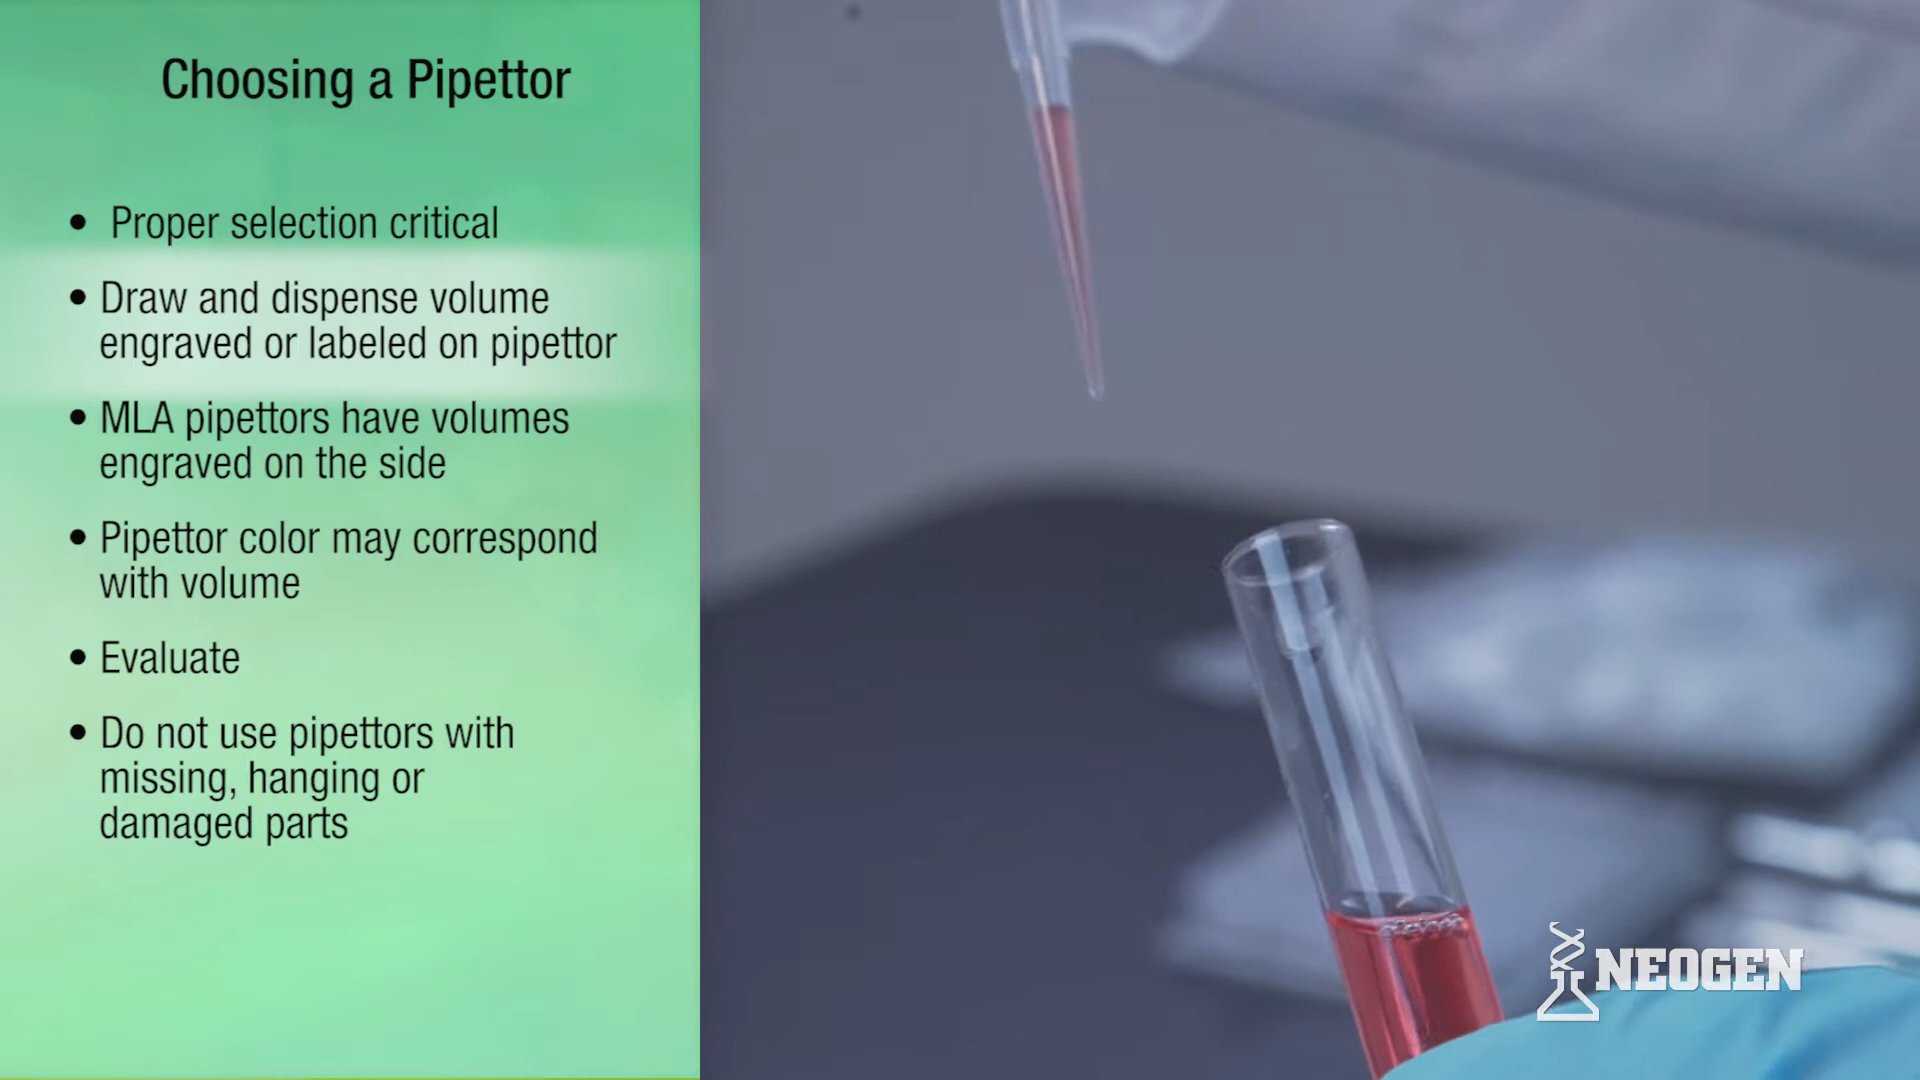 Choosing a Pipettor
• Proper selection critical
• Draw and dispense volume
engraved or labeled on pipettor
• MLA pipettors have volumes
engraved on the side
• Pipettor color may correspond
with volume
• Evaluate
• Do not use pipettors with
missing, hanging or
damaged parts
NEOGEN